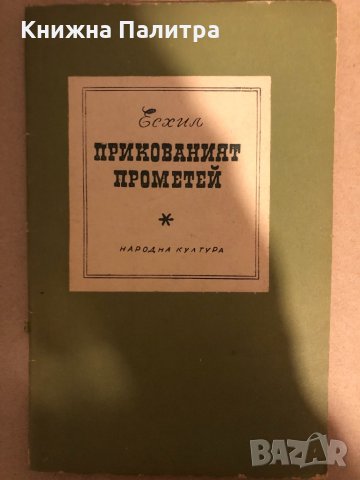 Книжна Палитра
Есхил
ПРИКОВАНИЯТ
ПРОМЕТЕЙ
*
НАРОДНА КУЛТУРА
BAZAR